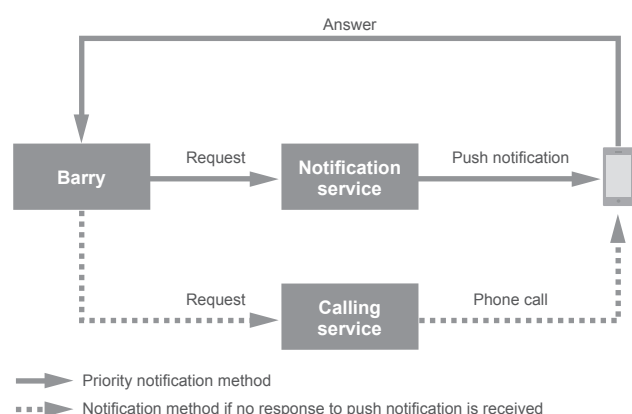 Answer
Barry
Request
Notification
service
Push notification
Request
Calling
service
Phone call
Priority notification method
Notification method if no response to push notification is received